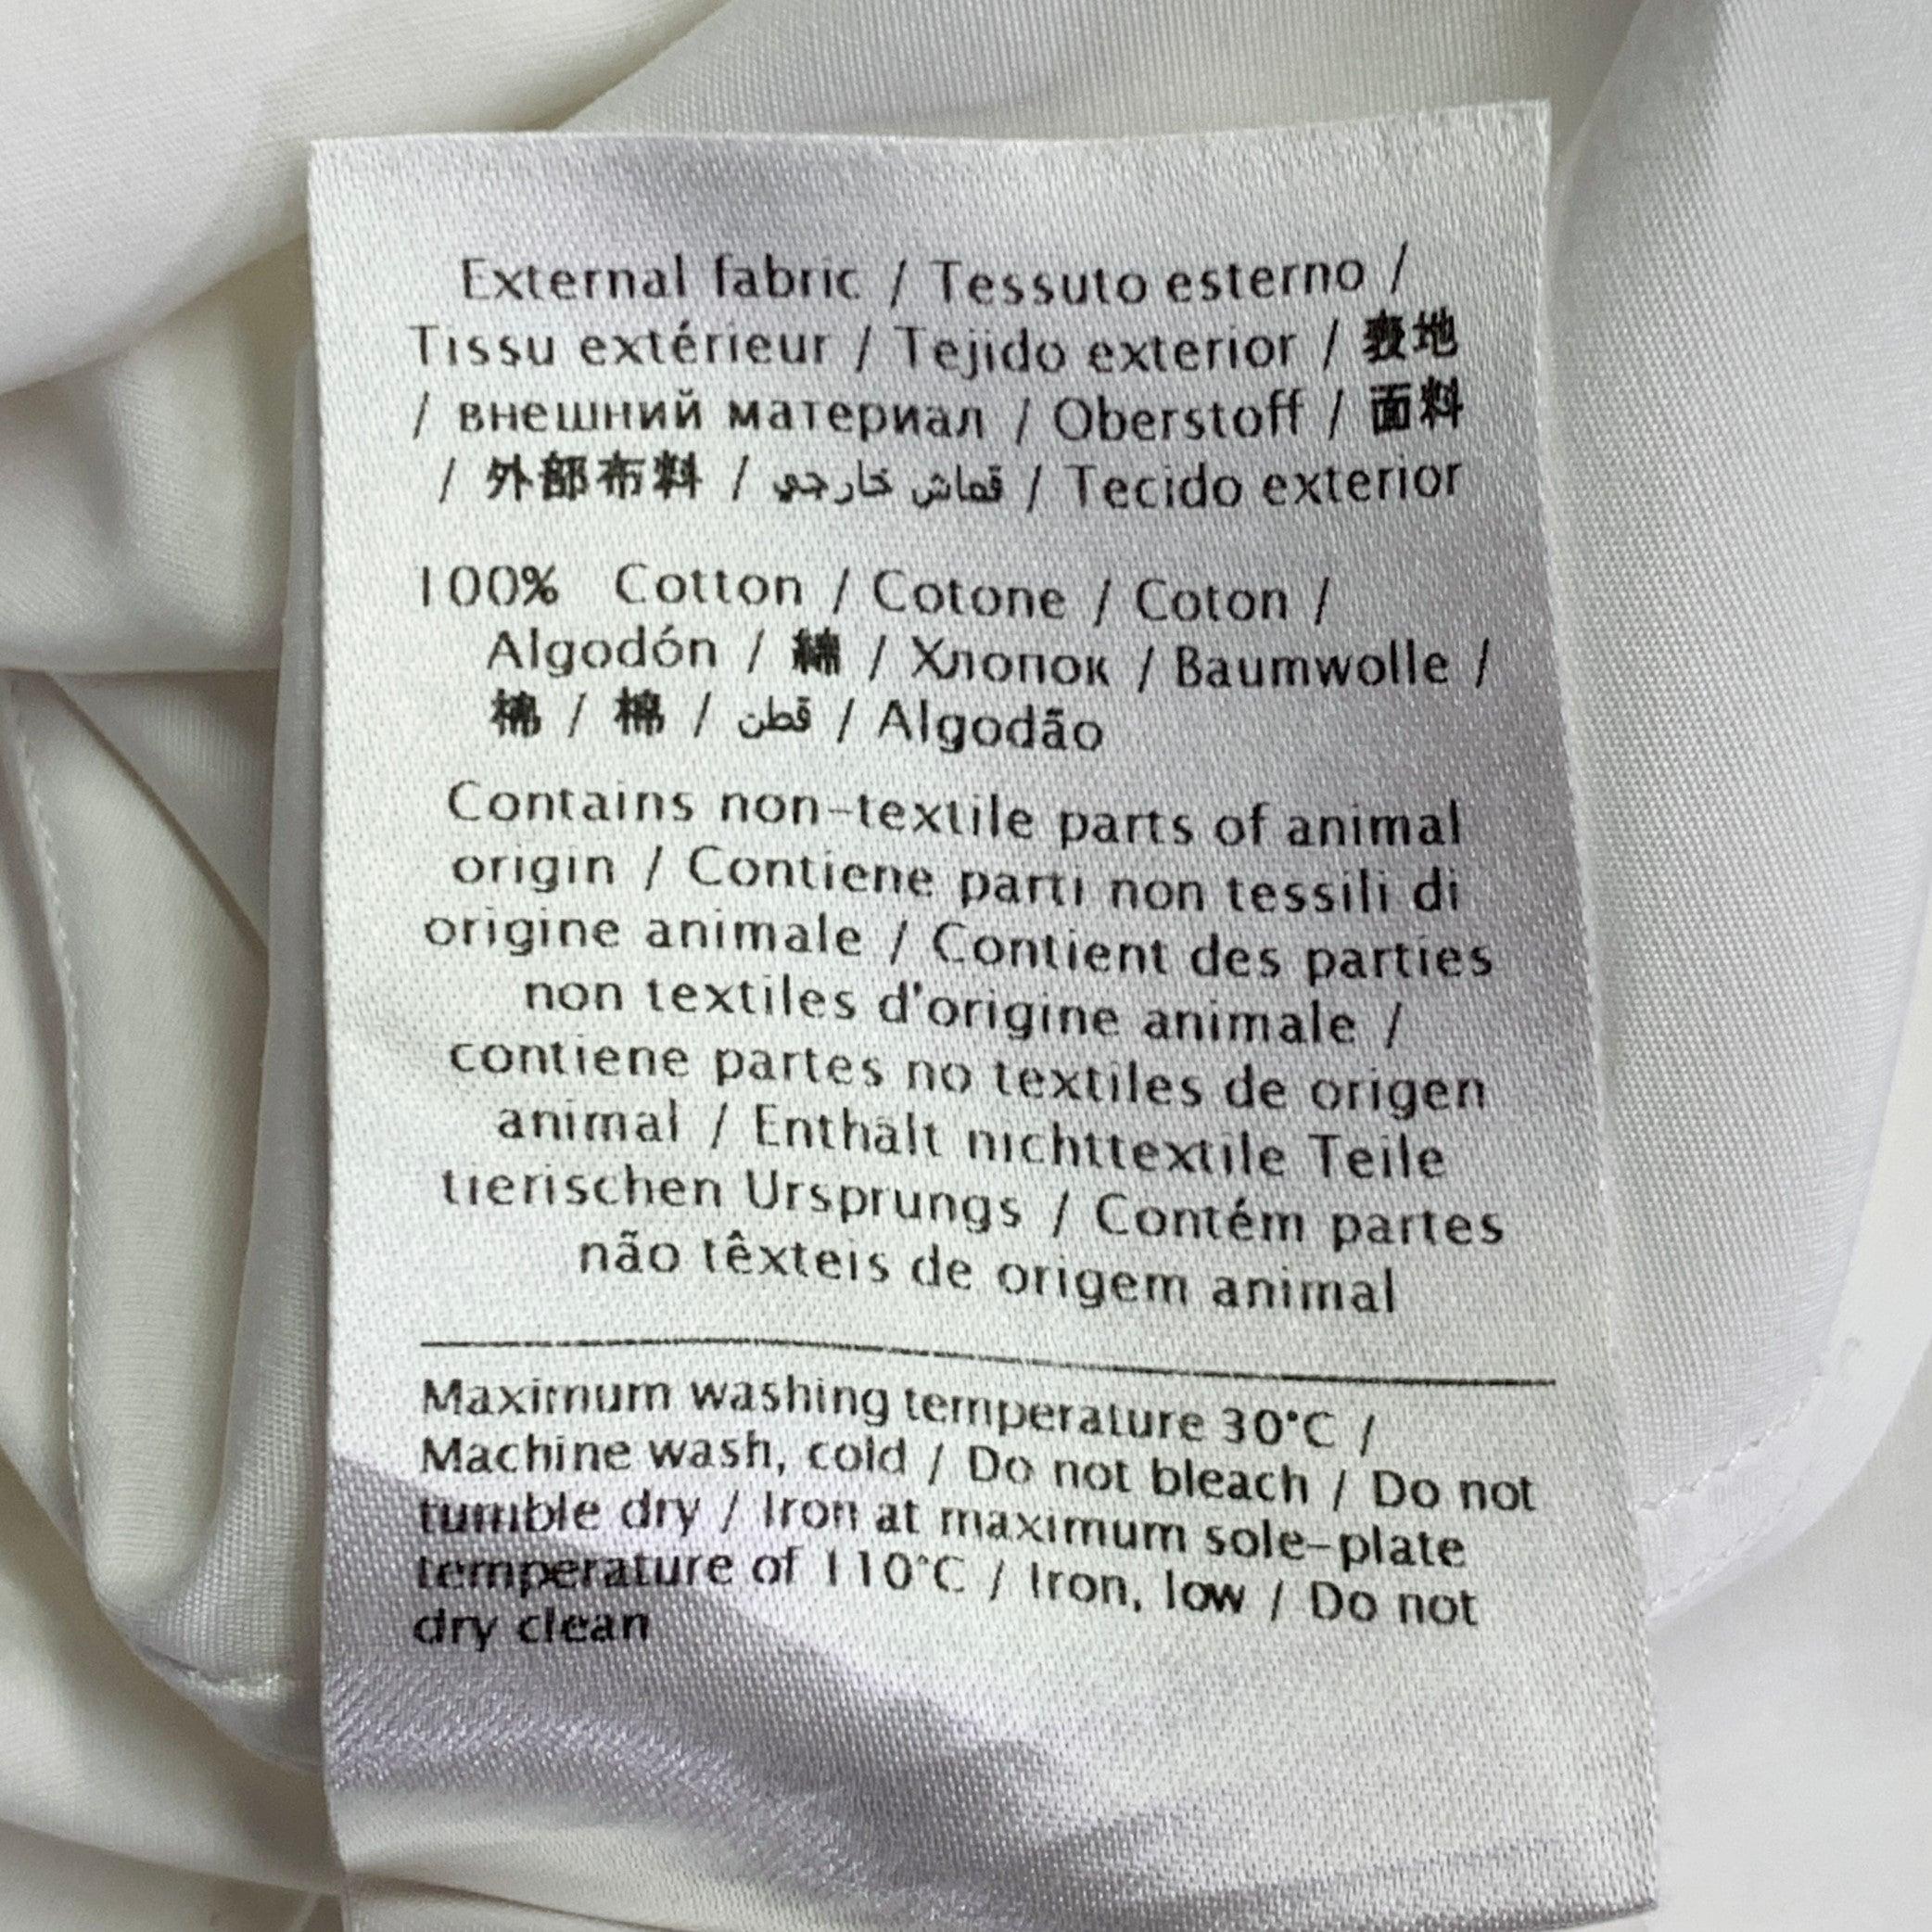 External fabric / Tessuto esterno /
Tissu extérieur / Tejido exterior / 表地
/ внешний материал / Oberstoff / 面料
/ 外部布料 / قماش خارجي / Tecido exterior
100% Cotton / Cotone / Coton /
Algodón / 綿 / Хлопок / Baumwolle /
棉 / 棉 / قطن / Algodão
Contains non-textile parts of animal
origin / Contiene parti non tessili di
origine animale / Contient des parties
non textiles d'origine animale /
contiene partes no textiles de origen
animal / Enthält nichttextile Teile
tierischen Ursprungs / Contém partes
não têxteis de origem animal
Maximum washing temperature 30°C /
Machine wash, cold / Do not bleach / Do not
tumble dry / Iron at maximum sole-plate
temperature of 110°C / Iron, low / Do not
dry clean